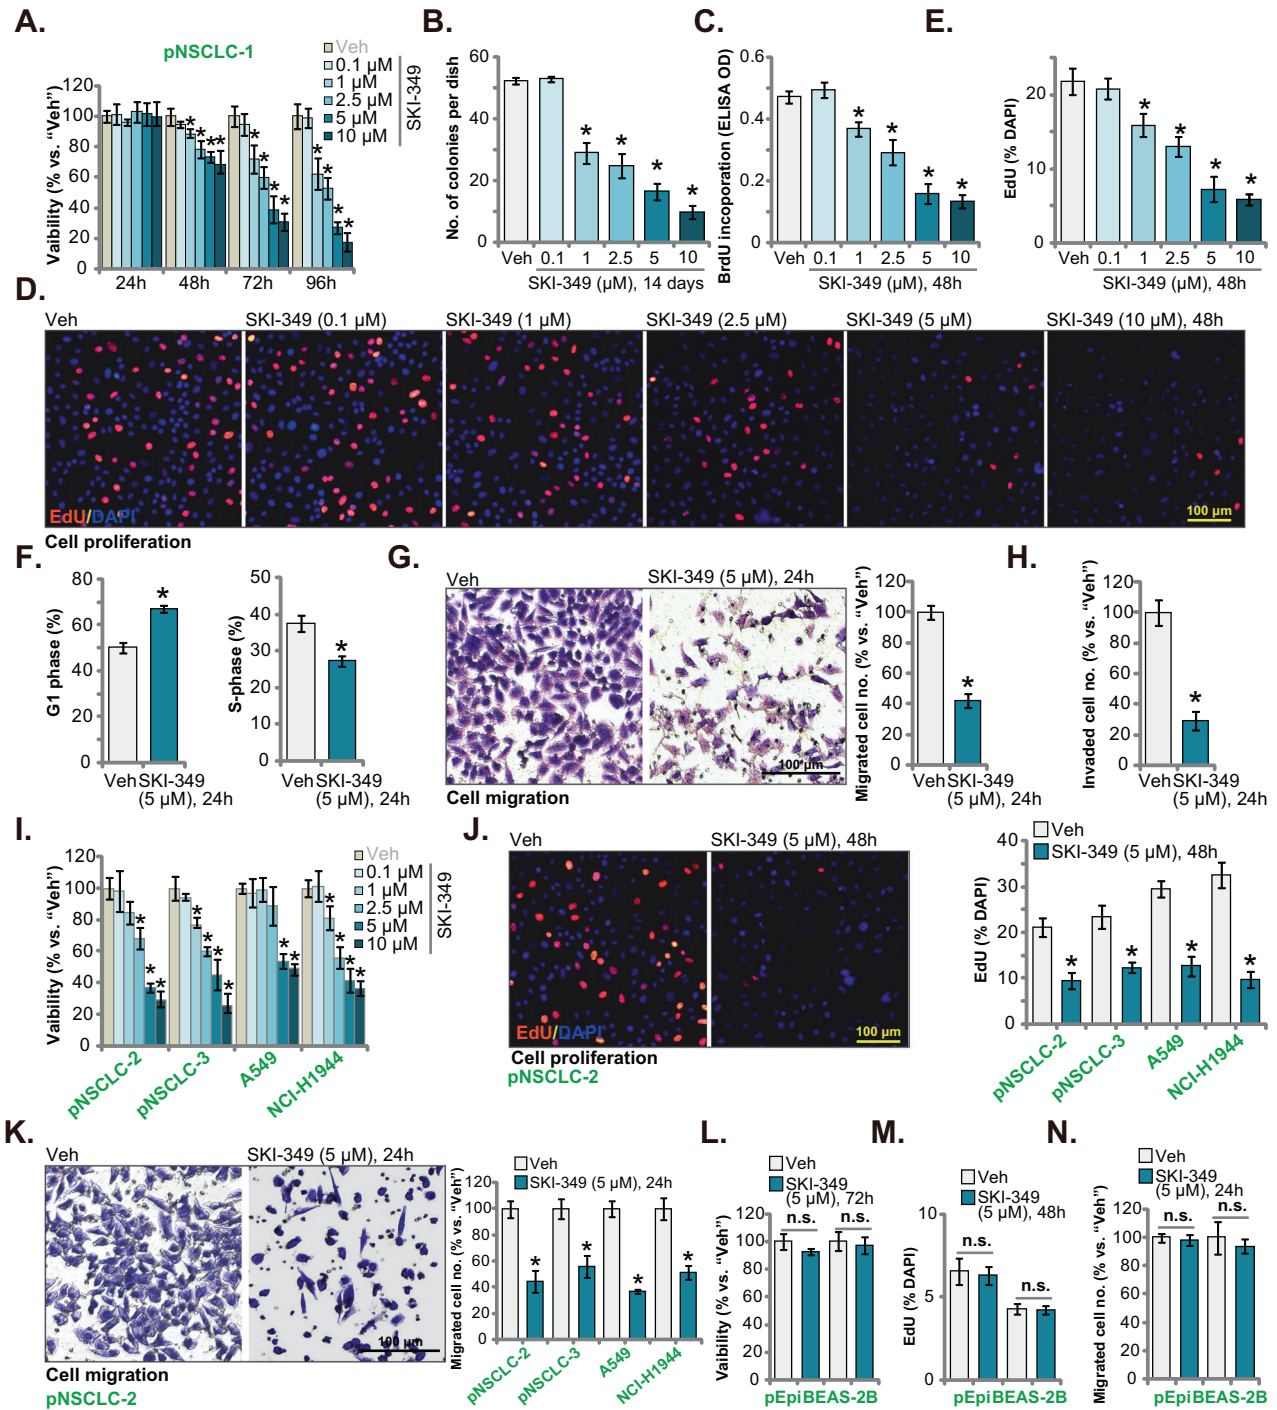 A.
pNSCLC-1
Vaibility (% vs. “Veh”)
120
100
80
60
40
20
0
24h 48h 72h 96h
Veh
0.1 µM
1 µM
2.5 µM
5 µM
10 µM
SKI-349
* * * * *
* * * *
* * * *
B.
No. of colonies per dish
60
40
20
0
* * * *
Veh 0.1 1 2.5 5 10
SKI-349 (µM), 14 days
C.
BrdU incoporation (ELISA OD)
0.6
0.4
0.2
0
* * * *
Veh 0.1 1 2.5 5 10
SKI-349 (µM), 48h
E.
EdU (% DAPI)
20
10
0
* * * *
Veh 0.1 1 2.5 5 10
SKI-349 (µM), 48h
D.
Veh SKI-349 (0.1 µM) SKI-349 (1 µM) SKI-349 (2.5 µM) SKI-349 (5 µM) SKI-349 (10 µM), 48h
EdU/DAPI
100 µm
Cell proliferation
F.
G1 phase (%)
80
60
40
20
0
*
Veh SKI-349
(5 µM), 24h
S-phase (%)
50
40
30
20
10
0
*
Veh SKI-349
(5 µM), 24h
G.
Veh SKI-349 (5 µM), 24h
100 µm
Cell migration
Migrated cell no. (% vs. “Veh”)
120
100
80
60
40
20
0
*
Veh SKI-349
(5 µM), 24h
H.
Invaded cell no. (% vs. “Veh”)
120
100
80
60
40
20
0
*
Veh SKI-349
(5 µM), 24h
I.
Vaibility (% vs. “Veh”)
120
100
80
60
40
20
0
Veh
0.1 µM
1 µM
2.5 µM
5 µM
10 µM
SKI-349
* * *
* * * *
* *
* * * *
pNSCLC-2 pNSCLC-3 A549 NCI-H1944
J.
Veh SKI-349 (5 µM), 48h
EdU/DAPI
100 µm
Cell proliferation
pNSCLC-2
Veh
SKI-349 (5 µM), 48h
EdU (% DAPI)
40
30
20
10
0
* * * *
pNSCLC-2 pNSCLC-3 A549 NCI-H1944
K.
Veh SKI-349 (5 µM), 24h
100 µm
Cell migration
pNSCLC-2
Veh
SKI-349 (5 µM), 24h
Migrated cell no. (% vs. “Veh”)
120
100
80
60
40
20
0
* * * *
pNSCLC-2 pNSCLC-3 A549 NCI-H1944
L.
Veh
SKI-349
(5 µM), 72h
Vaibility (% vs. “Veh”)
120
100
80
60
40
20
0
n.s. n.s.
pEpi BEAS-2B
M.
Veh
SKI-349
(5 µM), 48h
EdU (% DAPI)
10
5
0
n.s.
n.s.
pEpi BEAS-2B
N.
Veh
SKI-349
(5 µM), 24h
Migrated cell no. (% vs. “Veh”)
120
100
80
60
40
20
0
n.s. n.s.
pEpi BEAS-2B